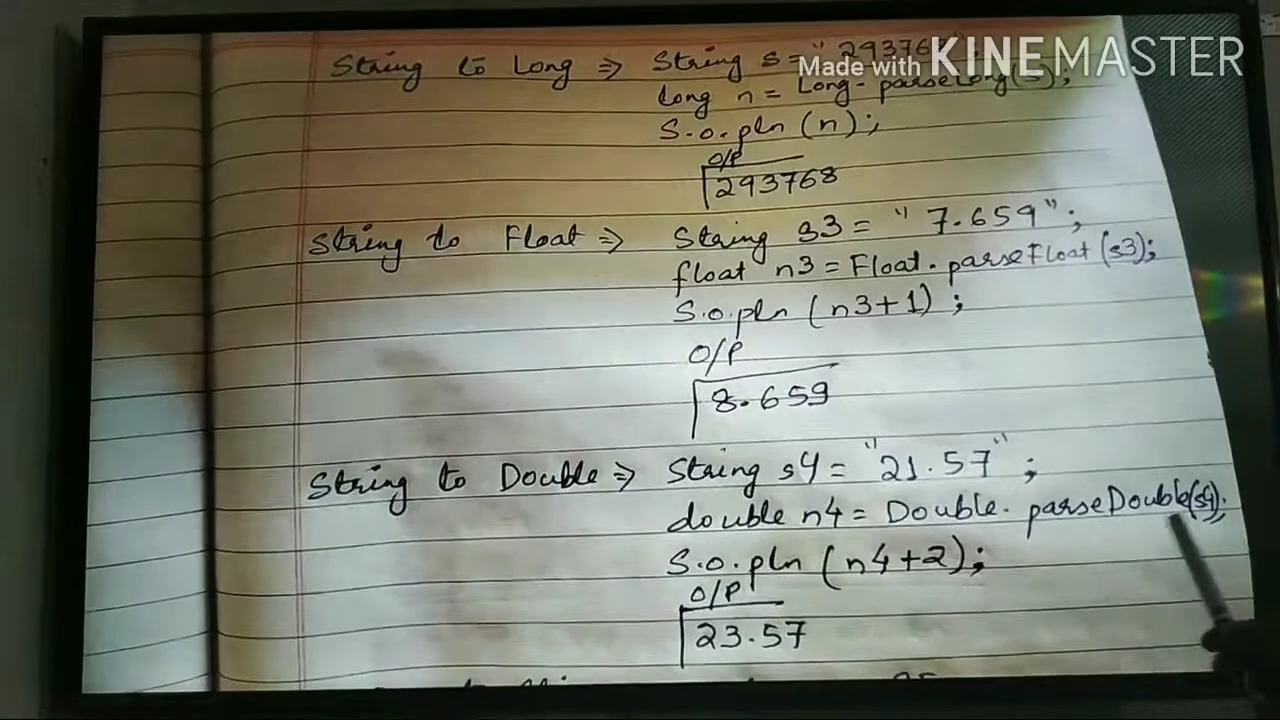 Made with KINEMASTER
String to Long ⇒ String s = "293768";
long n = Long.parseLong(s);
S.o.pln (n);
O/P
293768
String to Float ⇒ String s3 = "7.659";
float n3 = Float.parseFloat(s3);
S.o.pln (n3+1);
O/P
8.659
String to Double ⇒ String s4 = "21.57";
double n4 = Double.parseDouble(s4);
S.o.pln (n4+2);
O/P
23.57